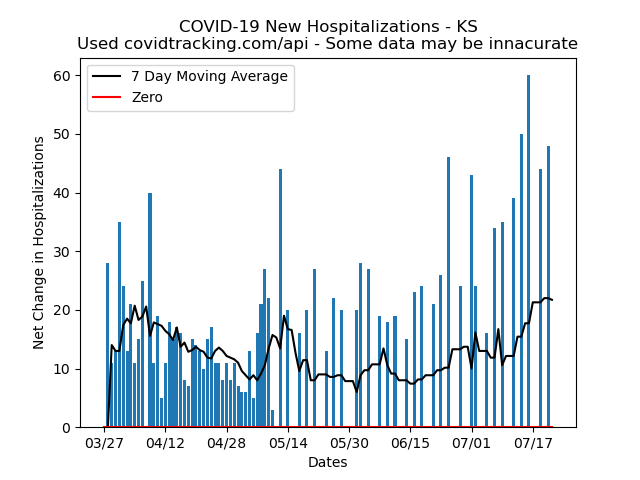 COVID-19 New Hospitalizations - KS
Used covidtracking.com/api - Some data may be innacurate
7 Day Moving Average
Zero
Net Change in Hospitalizations
60
50
40
30
20
10
0
03/27 04/12 04/28 05/14 05/30 06/15 07/01 07/17
Dates